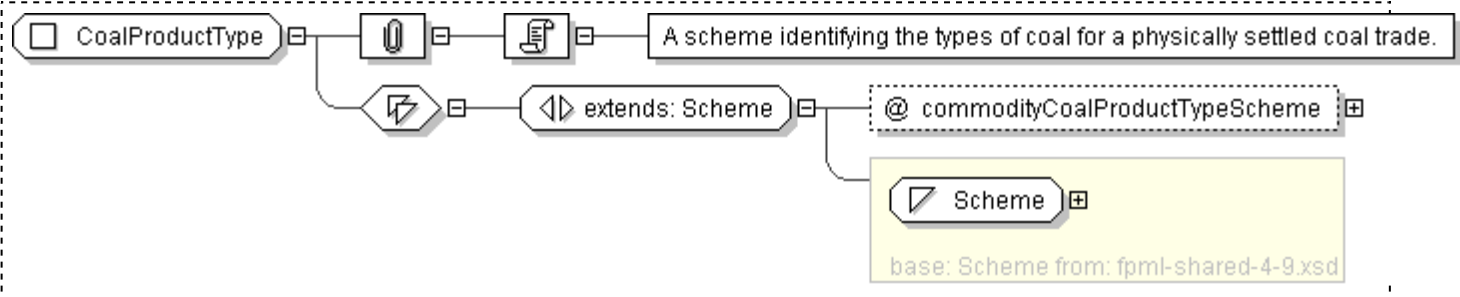 CoalProductType
A scheme identifying the types of coal for a physically settled coal trade.
extends: Scheme
@ commodityCoalProductTypeScheme
Scheme
base: Scheme from: fpml-shared-4-9.xsd